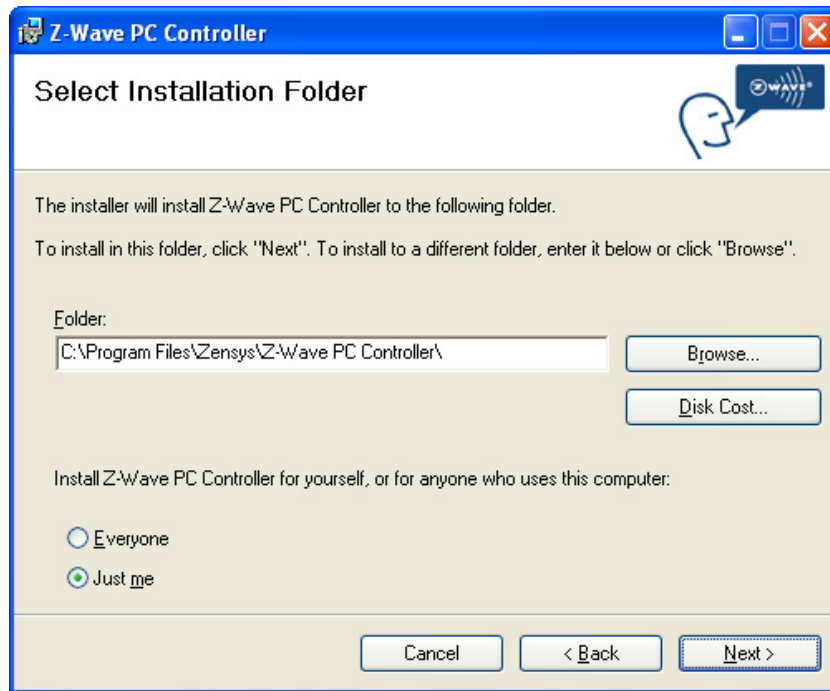 Z-Wave PC Controller
Select Installation Folder
Z WAVE
The installer will install Z-Wave PC Controller to the following folder.
To install in this folder, click "Next". To install to a different folder, enter it below or click "Browse".
Folder:
C:\Program Files\Zensys\Z-Wave PC Controller\
Browse...
Disk Cost...
Install Z-Wave PC Controller for yourself, or for anyone who uses this computer:
Everyone
Just me
Cancel
< Back
Next >